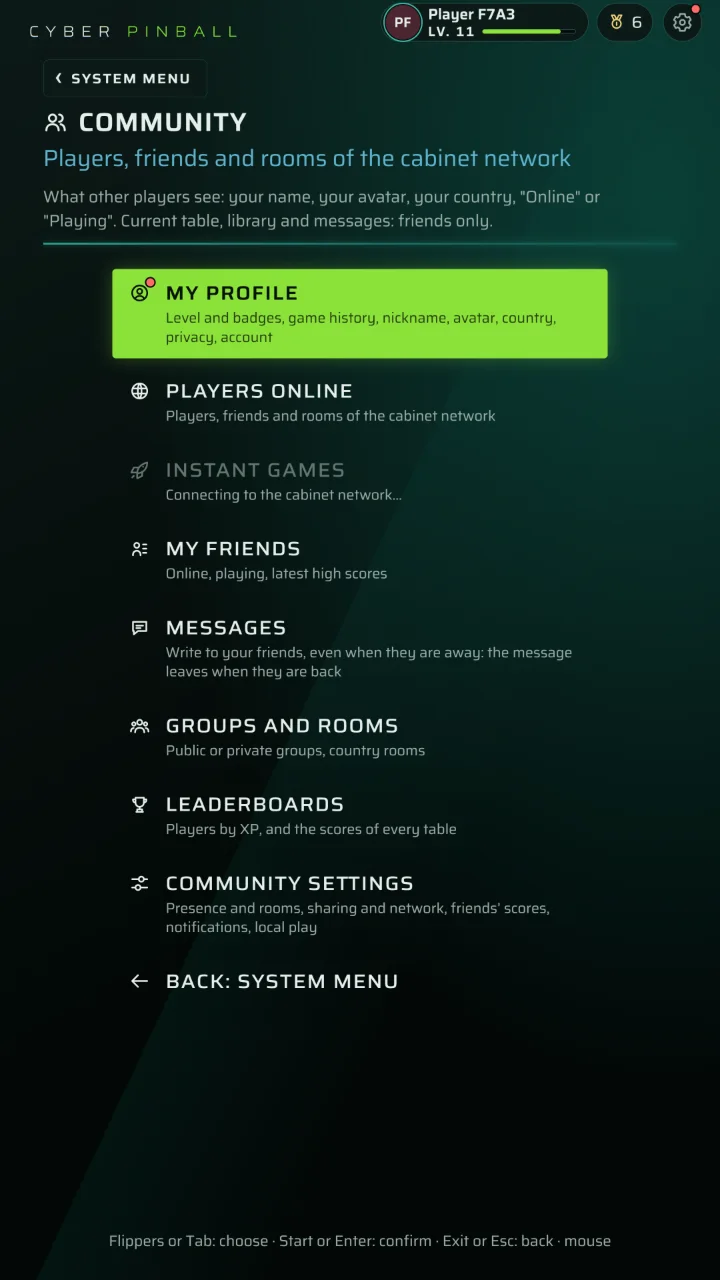 CYBER PINBALL
PF
Player F7A3
LV. 11
6
SYSTEM MENU
COMMUNITY
Players, friends and rooms of the cabinet network
What other players see: your name, your avatar, your country, "Online" or
"Playing". Current table, library and messages: friends only.
MY PROFILE
Level and badges, game history, nickname, avatar, country,
privacy, account
PLAYERS ONLINE
Players, friends and rooms of the cabinet network
INSTANT GAMES
Connecting to the cabinet network...
MY FRIENDS
Online, playing, latest high scores
MESSAGES
Write to your friends, even when they are away: the message
leaves when they are back
GROUPS AND ROOMS
Public or private groups, country rooms
LEADERBOARDS
Players by XP, and the scores of every table
COMMUNITY SETTINGS
Presence and rooms, sharing and network, friends' scores,
notifications, local play
BACK: SYSTEM MENU
Flippers or Tab: choose · Start or Enter: confirm · Exit or Esc: back · mouse